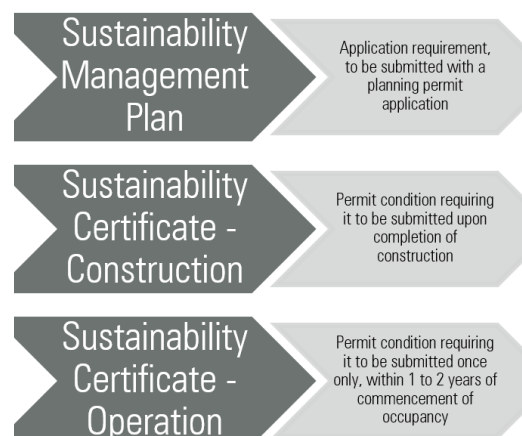 Sustainability
Management
Plan
Application requirement,
to be submitted with a
planning permit
application
Sustainability
Certificate -
Construction
Permit condition requiring
it to be submitted upon
completion of
construction
Sustainability
Certificate -
Operation
Permit condition requiring
it to be submitted once
only, within 1 to 2 years of
commencement of
occupancy